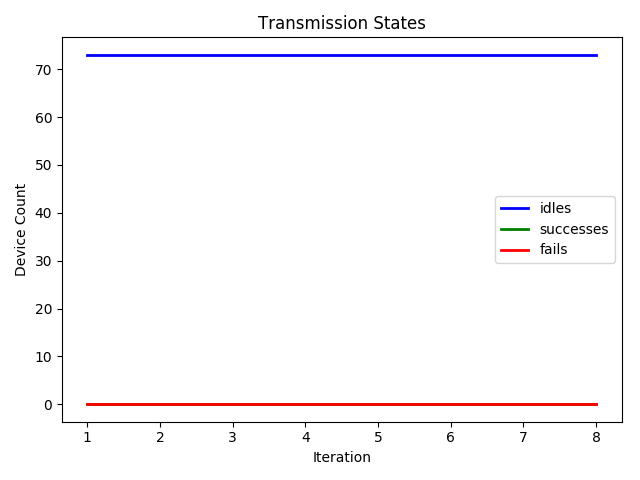 Transmission States
Device Count
70
60
50
40
30
20
10
0
idles
successes
fails
1 2 3 4 5 6 7 8
Iteration